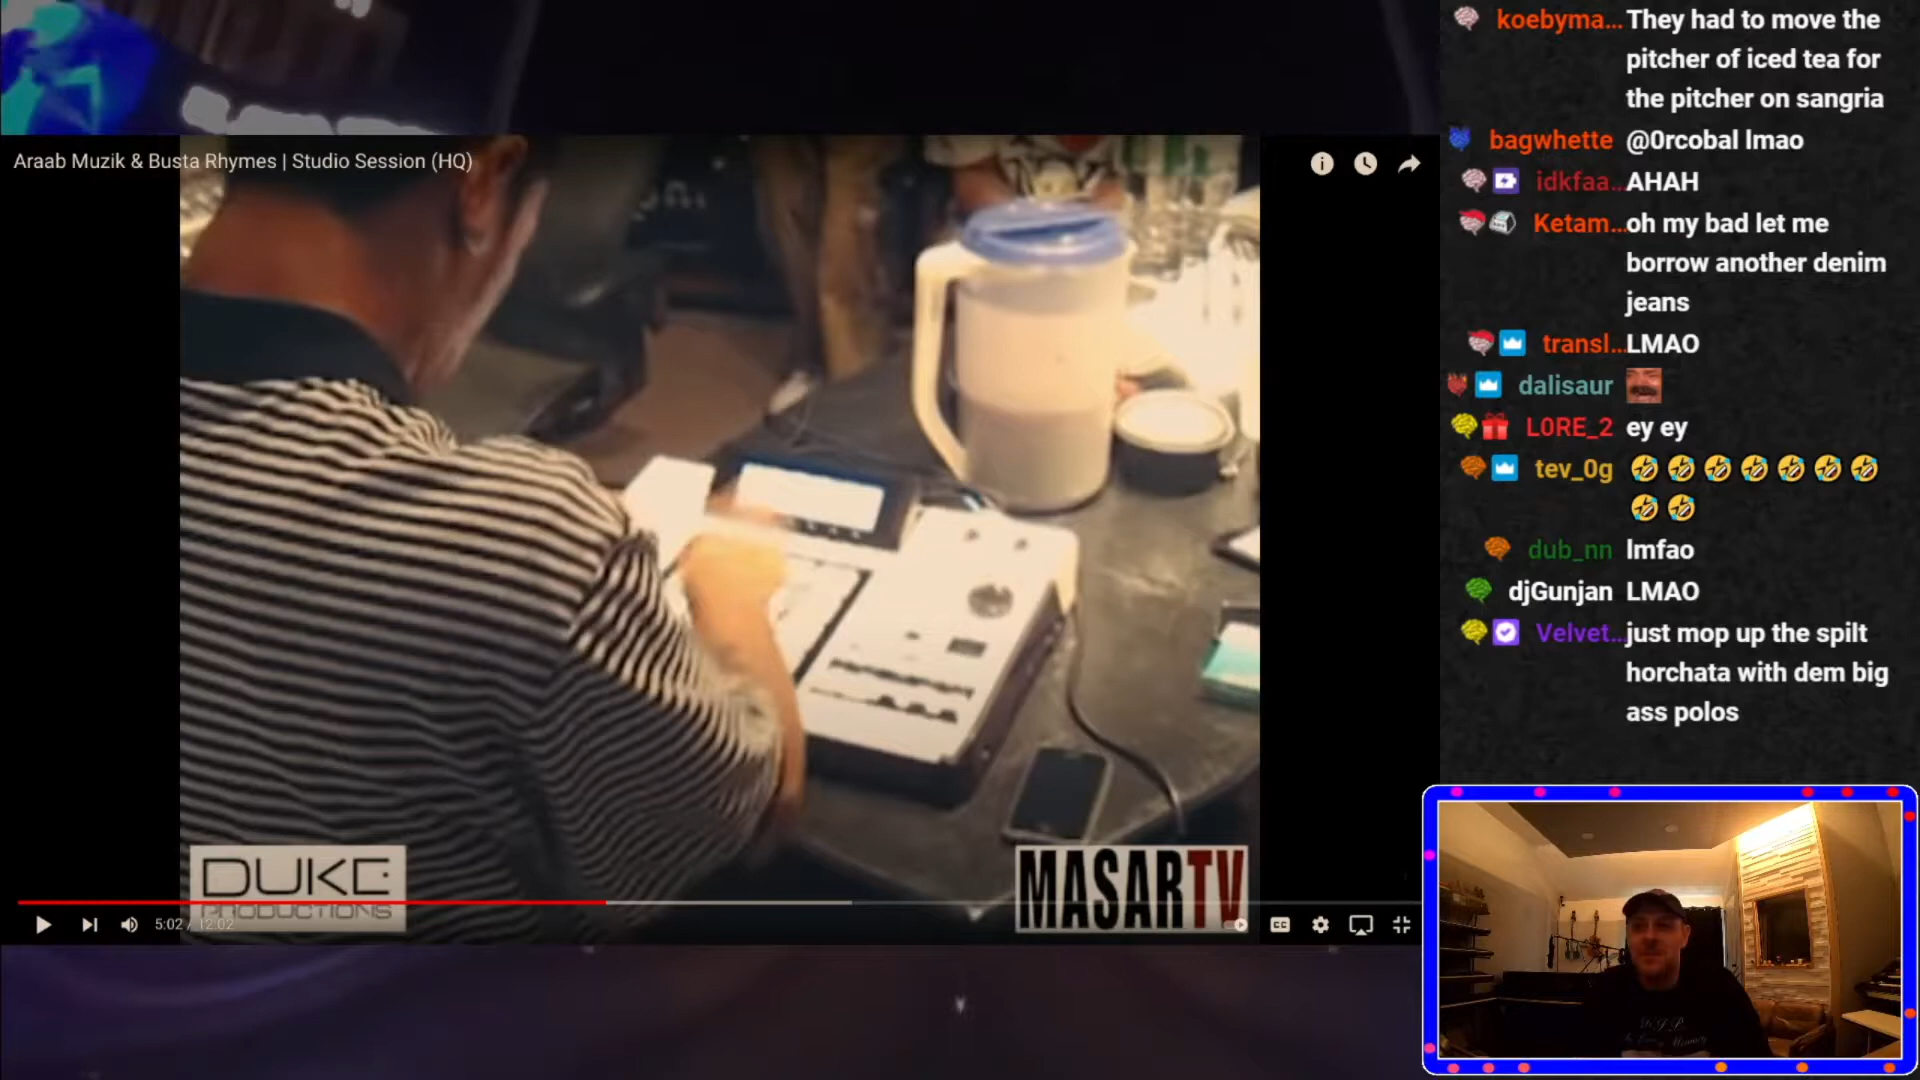 Araab Muzik & Busta Rhymes | Studio Session (HQ)
DUKE
PRODUCTIONS
MASARTV
5:02 / 12:02
CC
koebyma... They had to move the
pitcher of iced tea for
the pitcher on sangria
bagwhette @0rcobal lmao
idkfaa... AHAH
Ketam... oh my bad let me
borrow another denim
jeans
transl... LMAO
dalisaur
L0RE_2 ey ey
tev_0g 🤣 🤣 🤣 🤣 🤣 🤣 🤣
🤣 🤣
dub_nn lmfao
djGunjan LMAO
Velvet... just mop up the spilt
horchata with dem big
ass polos